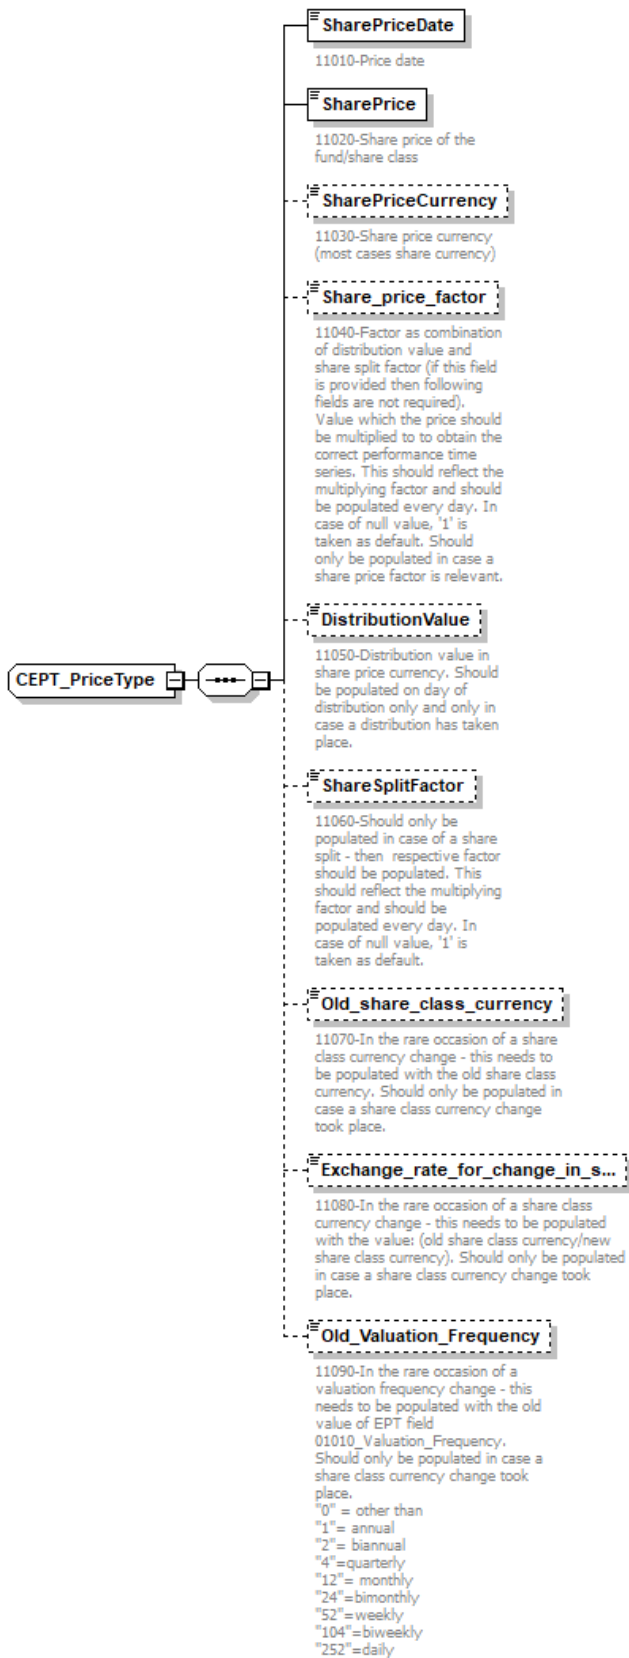 SharePriceDate
11010-Price date
SharePrice
11020-Share price of the
fund/share class
SharePriceCurrency
11030-Share price currency
(most cases share currency)
Share_price_factor
11040-Factor as combination
of distribution value and
share split factor (if this field
is provided then following
fields are not required).
Value which the price should
be multiplied to to obtain the
correct performance time
series. This should reflect the
multiplying factor and should
be populated every day. In
case of null value, '1' is
taken as default. Should
only be populated in case a
share price factor is relevant.
DistributionValue
11050-Distribution value in
share price currency. Should
be populated on day of
distribution only and only in
case a distribution has taken
place.
CEPT_PriceType
ShareSplitFactor
11060-Should only be
populated in case of a share
split - then  respective factor
should be populated. This
should reflect the multiplying
factor and should be
populated every day. In
case of null value, '1' is
taken as default.
Old_share_class_currency
11070-In the rare occasion of a share
class currency change - this needs to
be populated with the old share class
currency. Should only be populated in
case a share class currency change
took place.
Exchange_rate_for_change_in_s...
11080-In the rare occasion of a share class
currency change - this needs to be populated
with the value: (old share class currency/new
share class currency). Should only be populated
in case a share class currency change took
place.
Old_Valuation_Frequency
11090-In the rare occasion of a
valuation frequency change - this
needs to be populated with the old
value of EPT field
01010_Valuation_Frequency.
Should only be populated in case a
share class currency change took
place.
"0" = other than
"1"= annual
"2"= biannual
"4"=quarterly
"12"= monthly
"24"=bimonthly
"52"=weekly
"104"=biweekly
"252"=daily